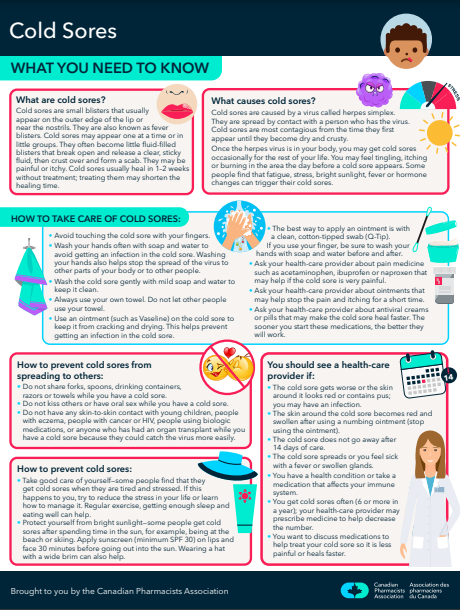 Cold Sores
WHAT YOU NEED TO KNOW
What are cold sores?
Cold sores are small blisters that usually
appear on the outer edge of the lip or
near the nostrils. They are also known as fever
blisters. Cold sores may appear one at a time or in
little groups. They often become little fluid-filled
blisters that break open and release a clear, sticky
fluid, then crust over and form a scab. They may be
painful or itchy. Cold sores usually heal in 1–2 weeks
without treatment; treating them may shorten the
healing time.
What causes cold sores?
Cold sores are caused by a virus called herpes simplex.
They are spread by contact with a person who has the virus.
Cold sores are most contagious from the time they first
appear until they become dry and crusty.
Once the herpes virus is in your body, you may get cold sores
occasionally for the rest of your life. You may feel tingling, itching
or burning in the area the day before a cold sore appears. Some
people find that fatigue, stress, bright sunlight, fever or hormone
changes can trigger their cold sores.
STRESS
HOW TO TAKE CARE OF COLD SORES:
• Avoid touching the cold sore with your fingers.
• Wash your hands often with soap and water to
avoid getting an infection in the cold sore. Washing
your hands also helps stop the spread of the virus to
other parts of your body or to other people.
• Wash the cold sore gently with mild soap and water to
keep it clean.
• Always use your own towel. Do not let other people
use your towel.
• Use an ointment (such as Vaseline) on the cold sore to
keep it from cracking and drying. This helps prevent
getting an infection in the cold sore.
• The best way to apply an ointment is with
a clean, cotton-tipped swab (Q-Tip).
If you use your finger, be sure to wash your
hands with soap and water before and after.
• Ask your health-care provider about pain medicine
such as acetaminophen, ibuprofen or naproxen that
may help if the cold sore is very painful.
• Ask your health-care provider about ointments that
may help stop the pain and itching for a short time.
• Ask your health-care provider about antiviral creams
or pills that may make the cold sore heal faster. The
sooner you start these medications, the better they
will work.
How to prevent cold sores from
spreading to others:
• Do not share forks, spoons, drinking containers,
razors or towels while you have a cold sore.
• Do not kiss others or have oral sex while you have a cold sore.
• Do not have any skin-to-skin contact with young children, people
with eczema, people with cancer or HIV, people using biologic
medications, or anyone who has had an organ transplant while you
have a cold sore because they could catch the virus more easily.
How to prevent cold sores:
• Take good care of yourself—some people find that they
get cold sores when they are tired and stressed. If this
happens to you, try to reduce the stress in your life or learn
how to manage it. Regular exercise, getting enough sleep and
eating well can help.
• Protect yourself from bright sunlight—some people get cold
sores after spending time in the sun, for example, being at the
beach or skiing. Apply sunscreen (minimum SPF 30) on lips and
face 30 minutes before going out into the sun. Wearing a hat
with a wide brim can also help.
You should see a health-care
provider if:
14
• The cold sore gets worse or the skin
around it looks red or contains pus;
you may have an infection.
• The skin around the cold sore becomes red and
swollen after using a numbing ointment (stop
using the ointment).
• The cold sore does not go away after
14 days of care.
• The cold sore spreads or you feel sick
with a fever or swollen glands.
• You have a health condition or take a
medication that affects your immune
system.
• You get cold sores often (6 or more in
a year); your health-care provider may
prescribe medicine to help decrease
the number.
• You want to discuss medications to
help treat your cold sore so it is less
painful or heals faster.
Brought to you by the Canadian Pharmacists Association
Canadian
Pharmacists
Association
Association des
pharmaciens
du Canada